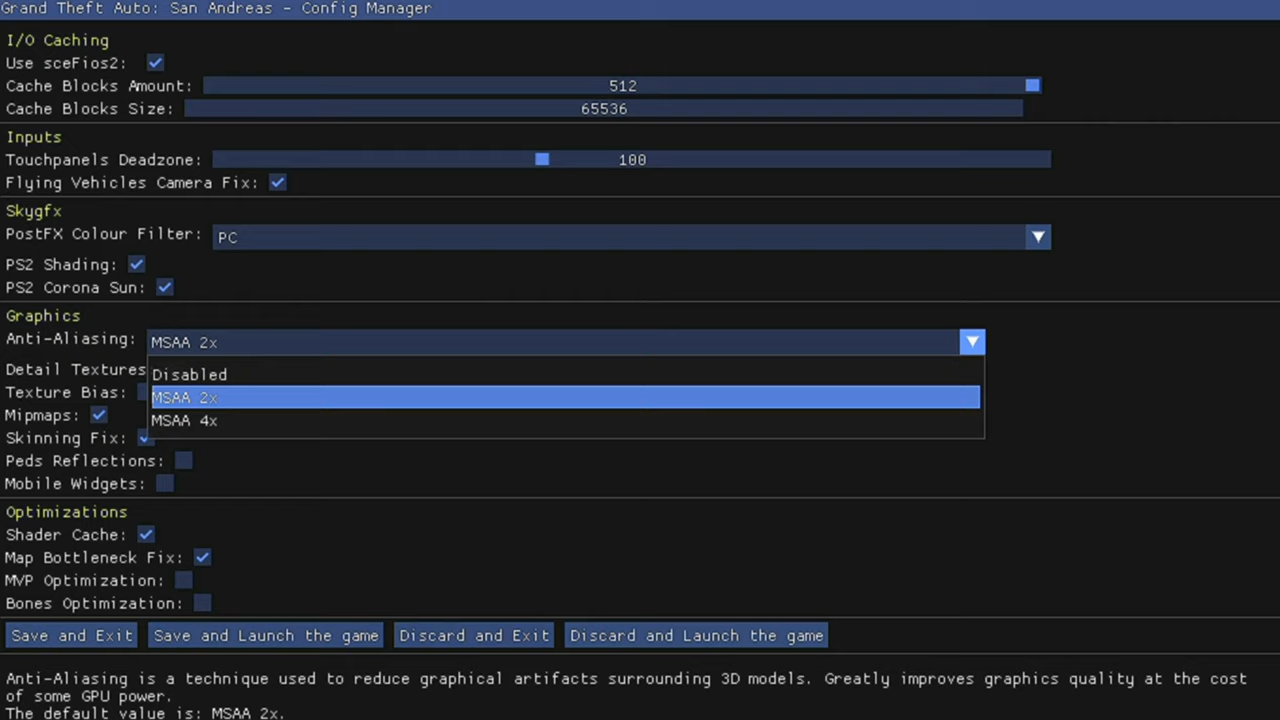 Grand Theft Auto: San Andreas - Config Manager
I/O Caching
Use sceFios2:
Cache Blocks Amount: 512
Cache Blocks Size: 65536
Inputs
Touchpanels Deadzone: 100
Flying Vehicles Camera Fix:
Skygfx
PostFX Colour Filter: PC
PS2 Shading:
PS2 Corona Sun:
Graphics
Anti-Aliasing: MSAA 2x
Detail Textures
Disabled
Texture Bias:
MSAA 2x
Mipmaps:
MSAA 4x
Skinning Fix:
Peds Reflections:
Mobile Widgets:
Optimizations
Shader Cache:
Map Bottleneck Fix:
MVP Optimization:
Bones Optimization:
Save and Exit Save and Launch the game Discard and Exit Discard and Launch the game
Anti-Aliasing is a technique used to reduce graphical artifacts surrounding 3D models. Greatly improves graphics quality at the cost
of some GPU power.
The default value is: MSAA 2x.